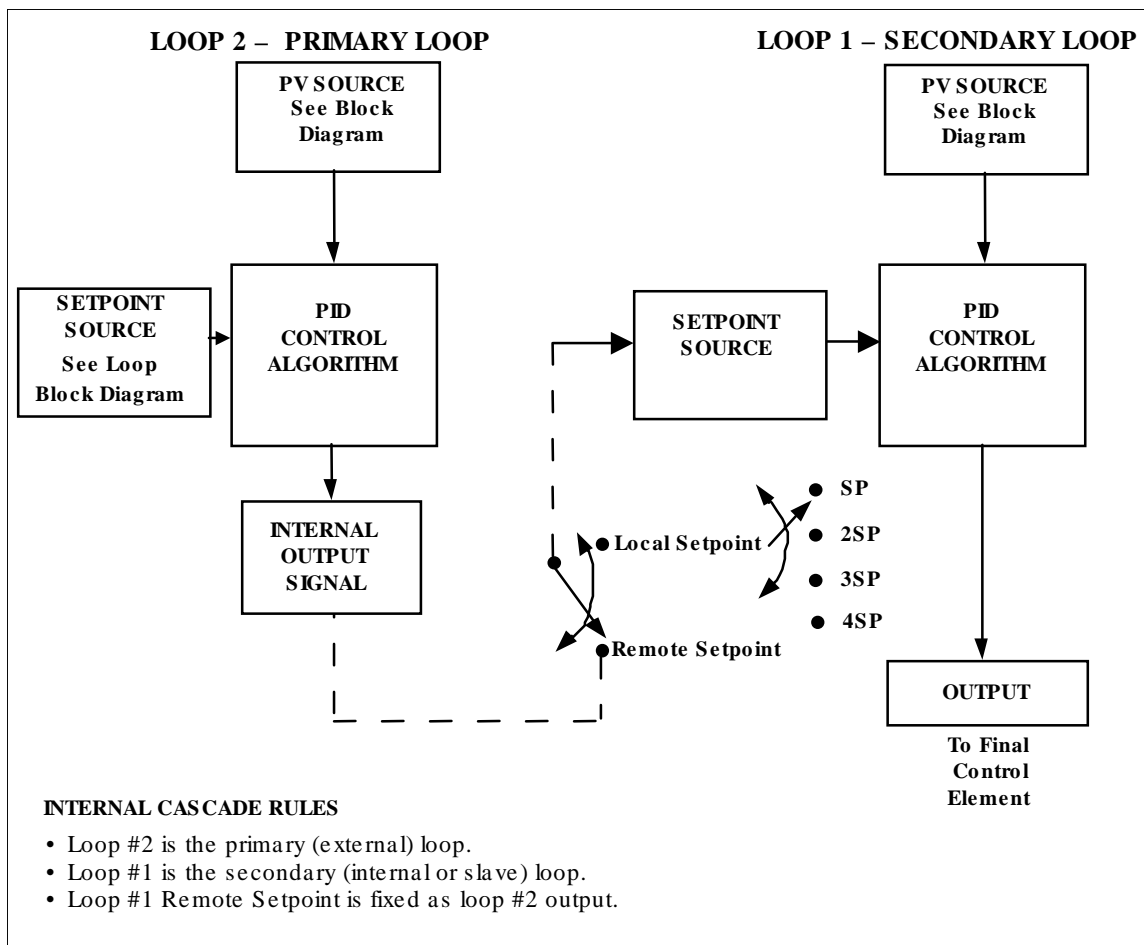 LOOP 2 – PRIMARY LOOP
PV SOURCE
See Block
Diagram
SETPOINT
SOURCE
See Loop
Block Diagram
PID
CONTROL
ALGORITHM
INTERNAL
OUTPUT
SIGNAL
LOOP 1 – SECONDARY LOOP
PV SOURCE
See Block
Diagram
SETPOINT
SOURCE
PID
CONTROL
ALGORITHM
Local Setpoint
Remote Setpoint
SP
2SP
3SP
4SP
OUTPUT
To Final
Control
Element
INTERNAL CASCADE RULES
• Loop #2 is the primary (external) loop.
• Loop #1 is the secondary (internal or slave) loop.
• Loop #1 Remote Setpoint is fixed as loop #2 output.